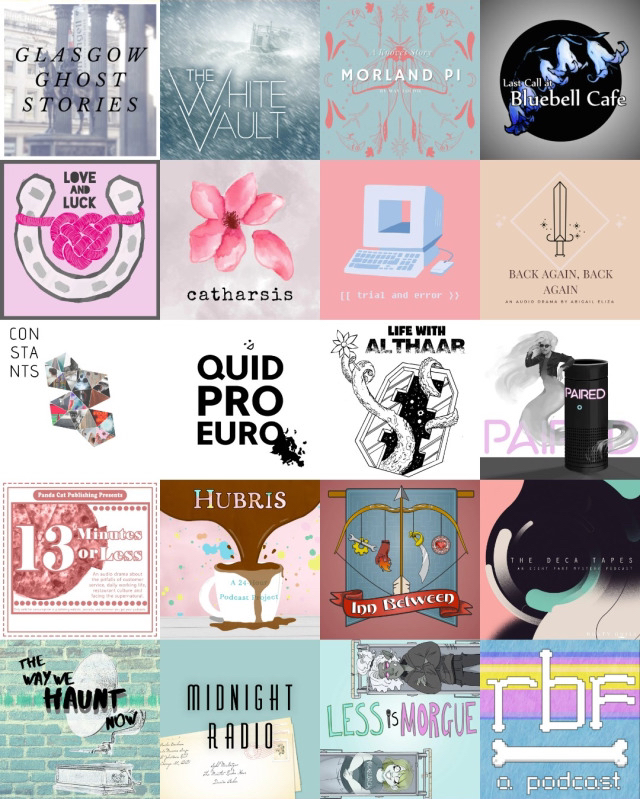 GLASGOW
GHOST
STORIES
THE
WHITE
VAULT
MORLAND PI
Last Call at
Bluebell Cafe
LOVE
AND
LUCK
catharsis
[[ trial and error ]]
BACK AGAIN, BACK
AGAIN
AN AUDIO DRAMA BY ABIGAIL ELIZA
CON
STA
NTS
QUID
PRO
EURO
LIFE WITH
ALTHAAR
PAIRED
PAIRED
Panda Cat Publishing Presents
13 Minutes
or Less
An audio drama about
the pitfalls of customer
service, daily working life,
restaurant culture and
being the supernatural.
HUBRIS
A 24 Hour
Podcast Project
Inn Between
THE DECA TAPES
AN EIGHT PART MYSTERY PODCAST
THE
WAY WE
HAUNT
NOW
MIDNIGHT
RADIO
LESS is MORGUE
rbf
a podcast